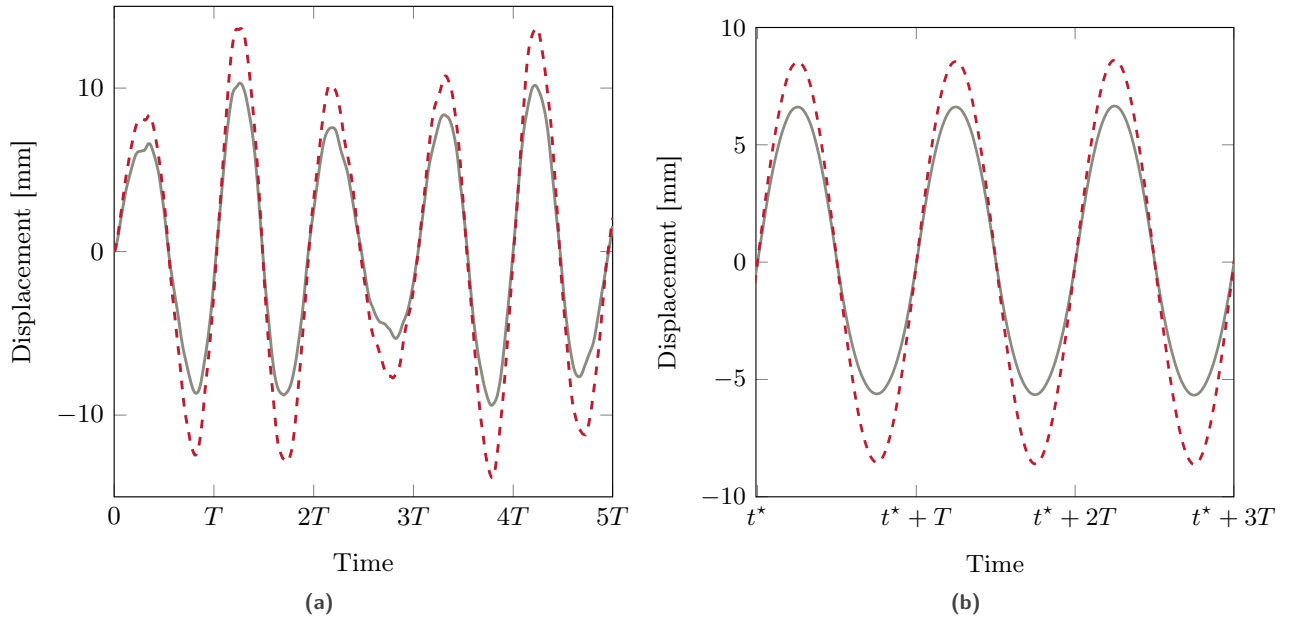 Displacement [mm]
10
0
−10
0 T 2T 3T 4T 5T
Time
(a)
Displacement [mm]
10
5
0
−5
−10
t⋆ t⋆ + T t⋆ + 2T t⋆ + 3T
Time
(b)